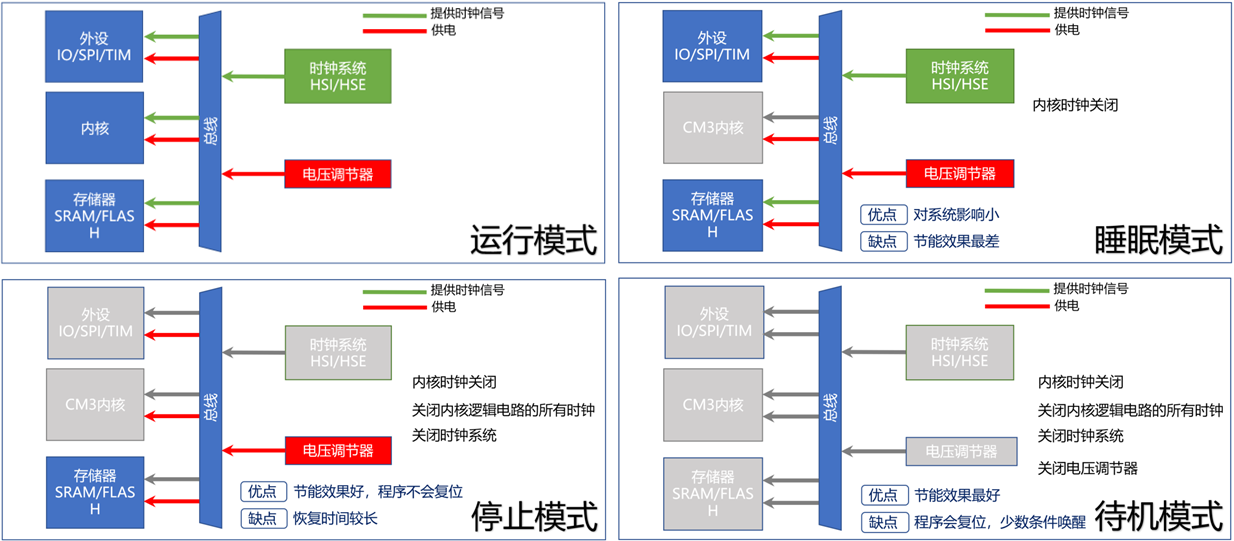 提供时钟信号
供电
外设
IO/SPI/TIM
时钟系统
HSI/HSE
内核
总线
电压调节器
存储器
SRAM/FLAS
H
运行模式
提供时钟信号
供电
外设
IO/SPI/TIM
时钟系统
HSI/HSE
内核时钟关闭
CM3内核
总线
电压调节器
存储器
SRAM/FLAS
H
优点 对系统影响小
缺点 节能效果最差
睡眠模式
提供时钟信号
供电
外设
IO/SPI/TIM
时钟系统
HSI/HSE
内核时钟关闭
CM3内核
总线
关闭内核逻辑电路的所有时钟
关闭时钟系统
电压调节器
存储器
SRAM/FLAS
H
优点 节能效果好，程序不会复位
缺点 恢复时间较长
停止模式
提供时钟信号
供电
外设
IO/SPI/TIM
时钟系统
HSI/HSE
内核时钟关闭
CM3内核
总线
关闭内核逻辑电路的所有时钟
关闭时钟系统
电压调节器
关闭电压调节器
存储器
SRAM/FLAS
H
优点 节能效果最好
缺点 程序会复位，少数条件唤醒
待机模式